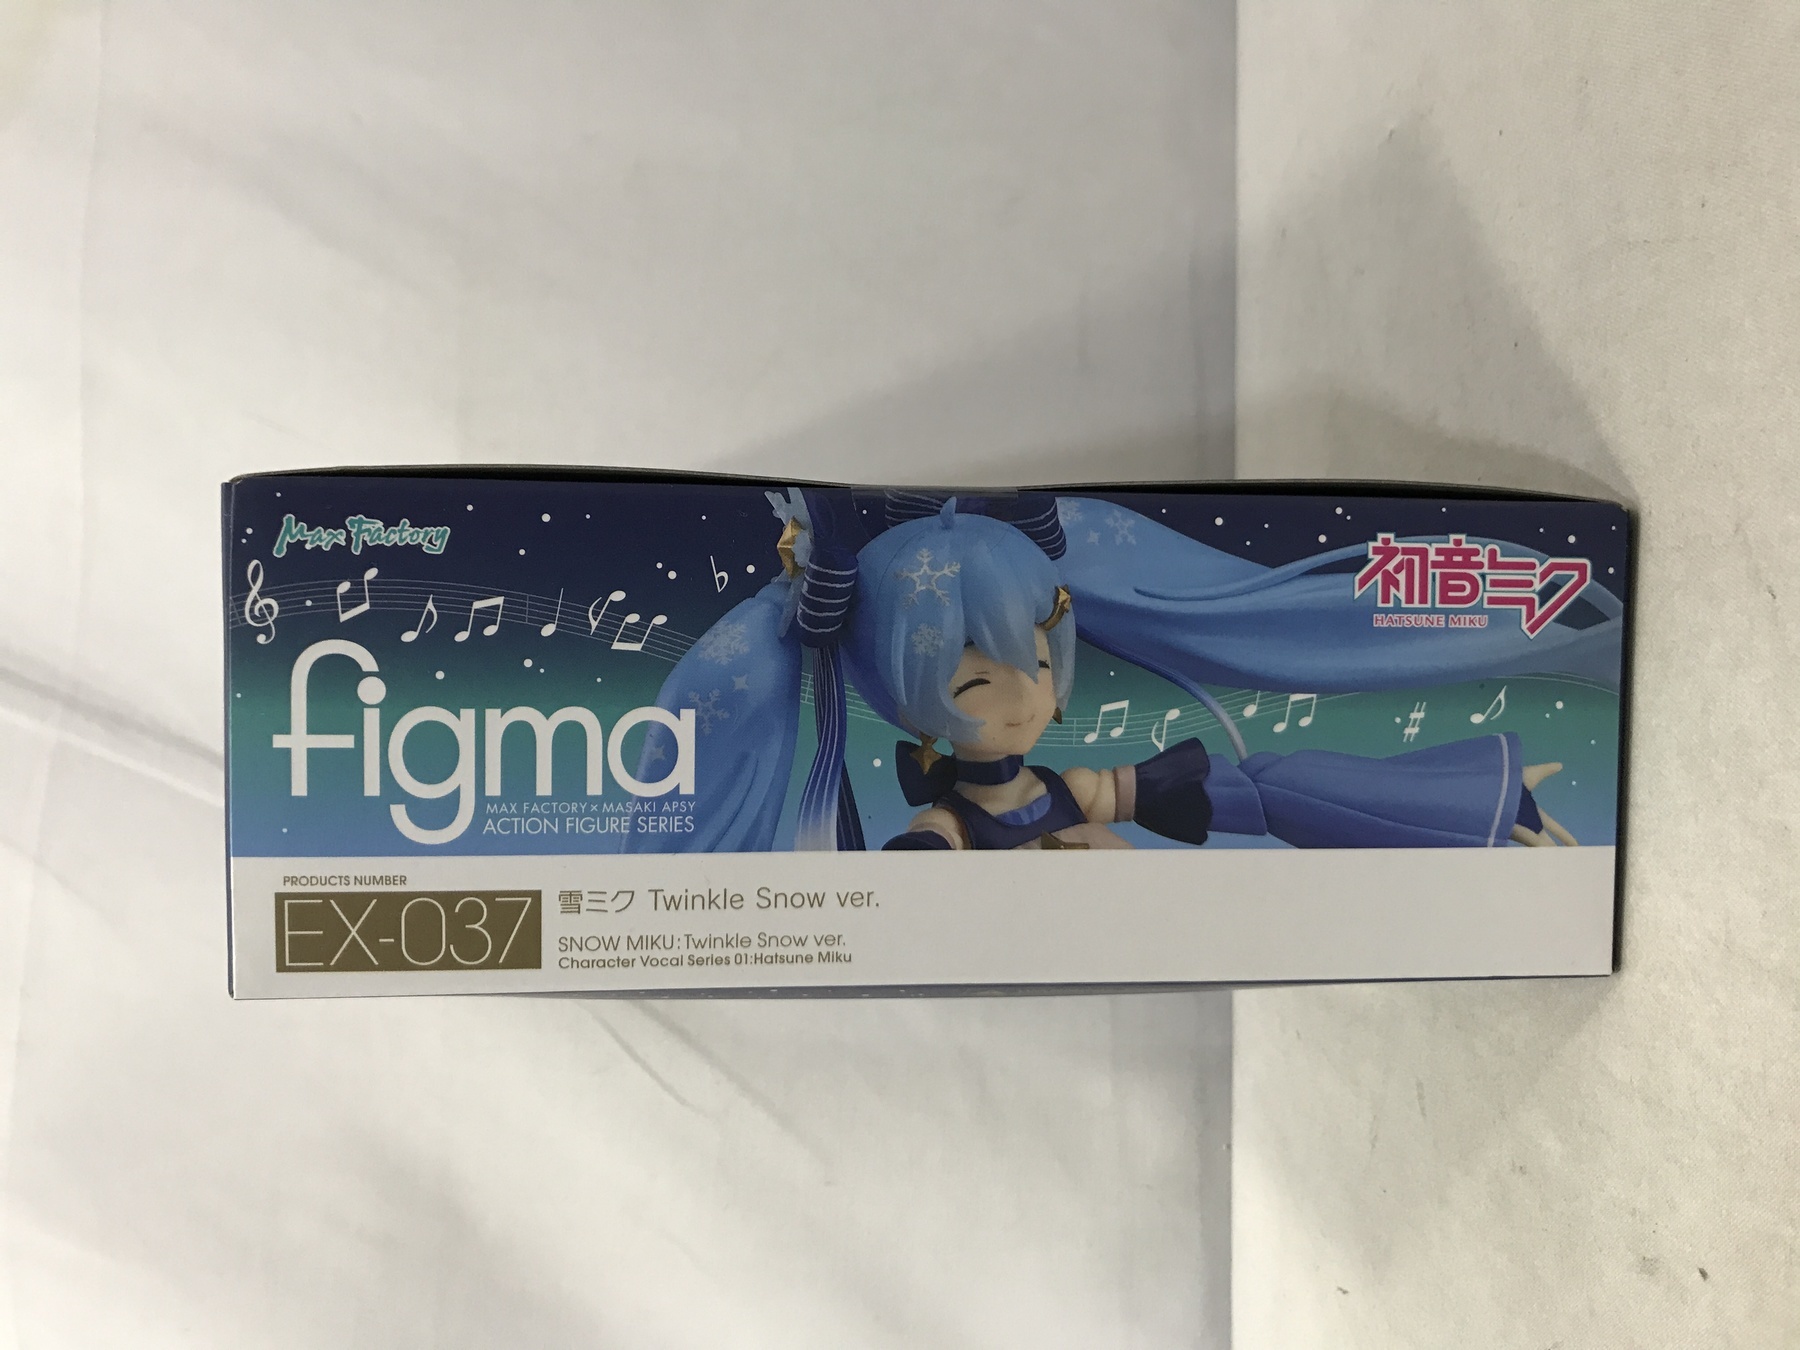 Max Factory
初音ミク
HATSUNE MIKU
figma
MAX FACTORY × MASAKI APSY
ACTION FIGURE SERIES
PRODUCTS NUMBER
EX-037
雪ミク Twinkle Snow ver.
SNOW MIKU:Twinkle Snow ver.
Character Vocal Series 01:Hatsune Miku